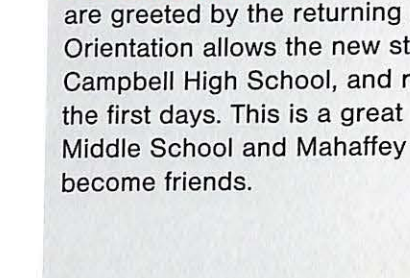 are greeted by the returning
Orientation allows the new st
Campbell High School, and r
the first days. This is a great
Middle School and Mahaffey
become friends.